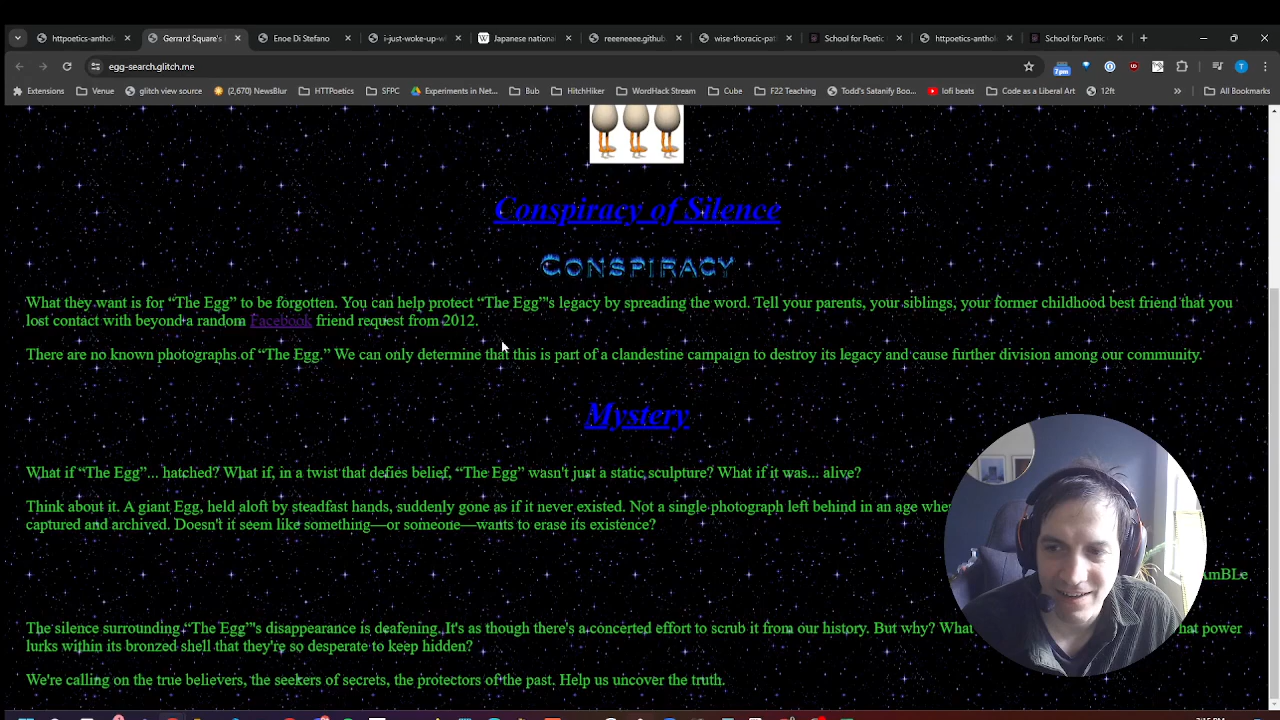 httpoetics-anthol
Gerrard Square's
Enoe Di Stefano
i-just-woke-up-w
Japanese national
reeeneeee.github.
wise-thoracic-pat
School for Poetic
httpoetics-anthol
School for Poetic
egg-search.glitch.me
7pm
T
Extensions
Venue
glitch view source
(2,670) NewsBlur
HTTPoetics
SFPC
Experiments in Net...
Bub
HitchHiker
WordHack Stream
Cube
F22 Teaching
Todd's Satanify Boo...
lofi beats
Code as a Liberal Art
12ft
All Bookmarks
Conspiracy of Silence
CONSPIRACY
What they want is for “The Egg” to be forgotten. You can help protect “The Egg”'s legacy by spreading the word. Tell your parents, your siblings, your former childhood best friend that you
lost contact with beyond a random Facebook friend request from 2012.
There are no known photographs of “The Egg.” We can only determine that this is part of a clandestine campaign to destroy its legacy and cause further division among our community.
Mystery
What if “The Egg”... hatched? What if, in a twist that defies belief, “The Egg” wasn't just a static sculpture? What if it was... alive?
Think about it. A giant Egg, held aloft by steadfast hands, suddenly gone as if it never existed. Not a single photograph left behind in an age whe
captured and archived. Doesn't it seem like something—or someone—wants to erase its existence?
AmBLe
The silence surrounding “The Egg”'s disappearance is deafening. It's as though there's a concerted effort to scrub it from our history. But why? What hat power
lurks within its bronzed shell that they're so desperate to keep hidden?
We're calling on the true believers, the seekers of secrets, the protectors of the past. Help us uncover the truth.